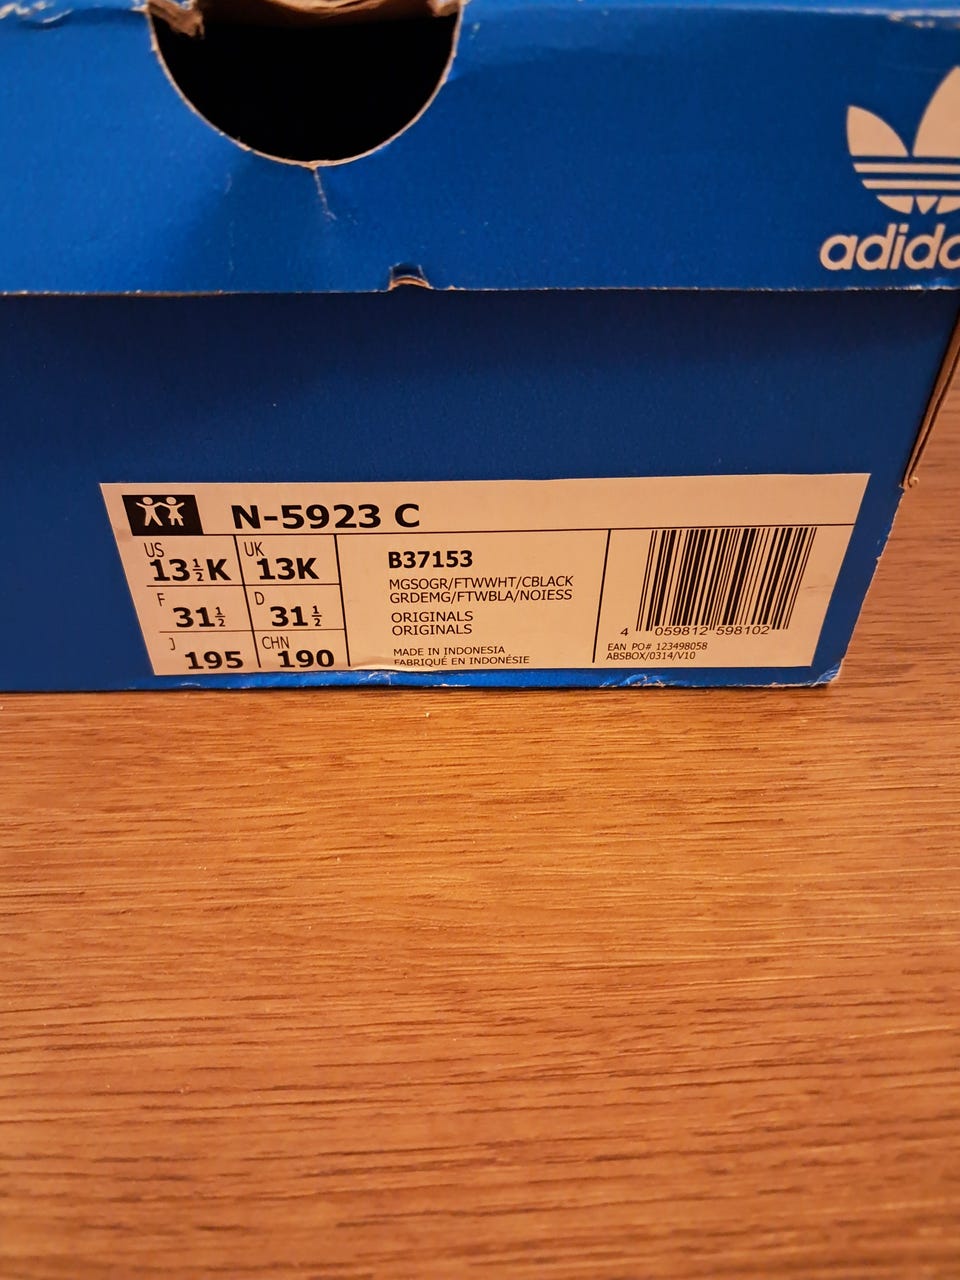 adidas
N-5923 C
US 13½K UK 13K
F 31½ D 31½
J 195 CHN 190
B37153
MGSOGR/FTWWHT/CBLACK
GRDEMG/FTWBLA/NOIESS
ORIGINALS
ORIGINALS
MADE IN INDONESIA
FABRIQUÉ EN INDONÉSIE
4 059812 598102
EAN PO# 123498058
ABSBOX/0314/V10